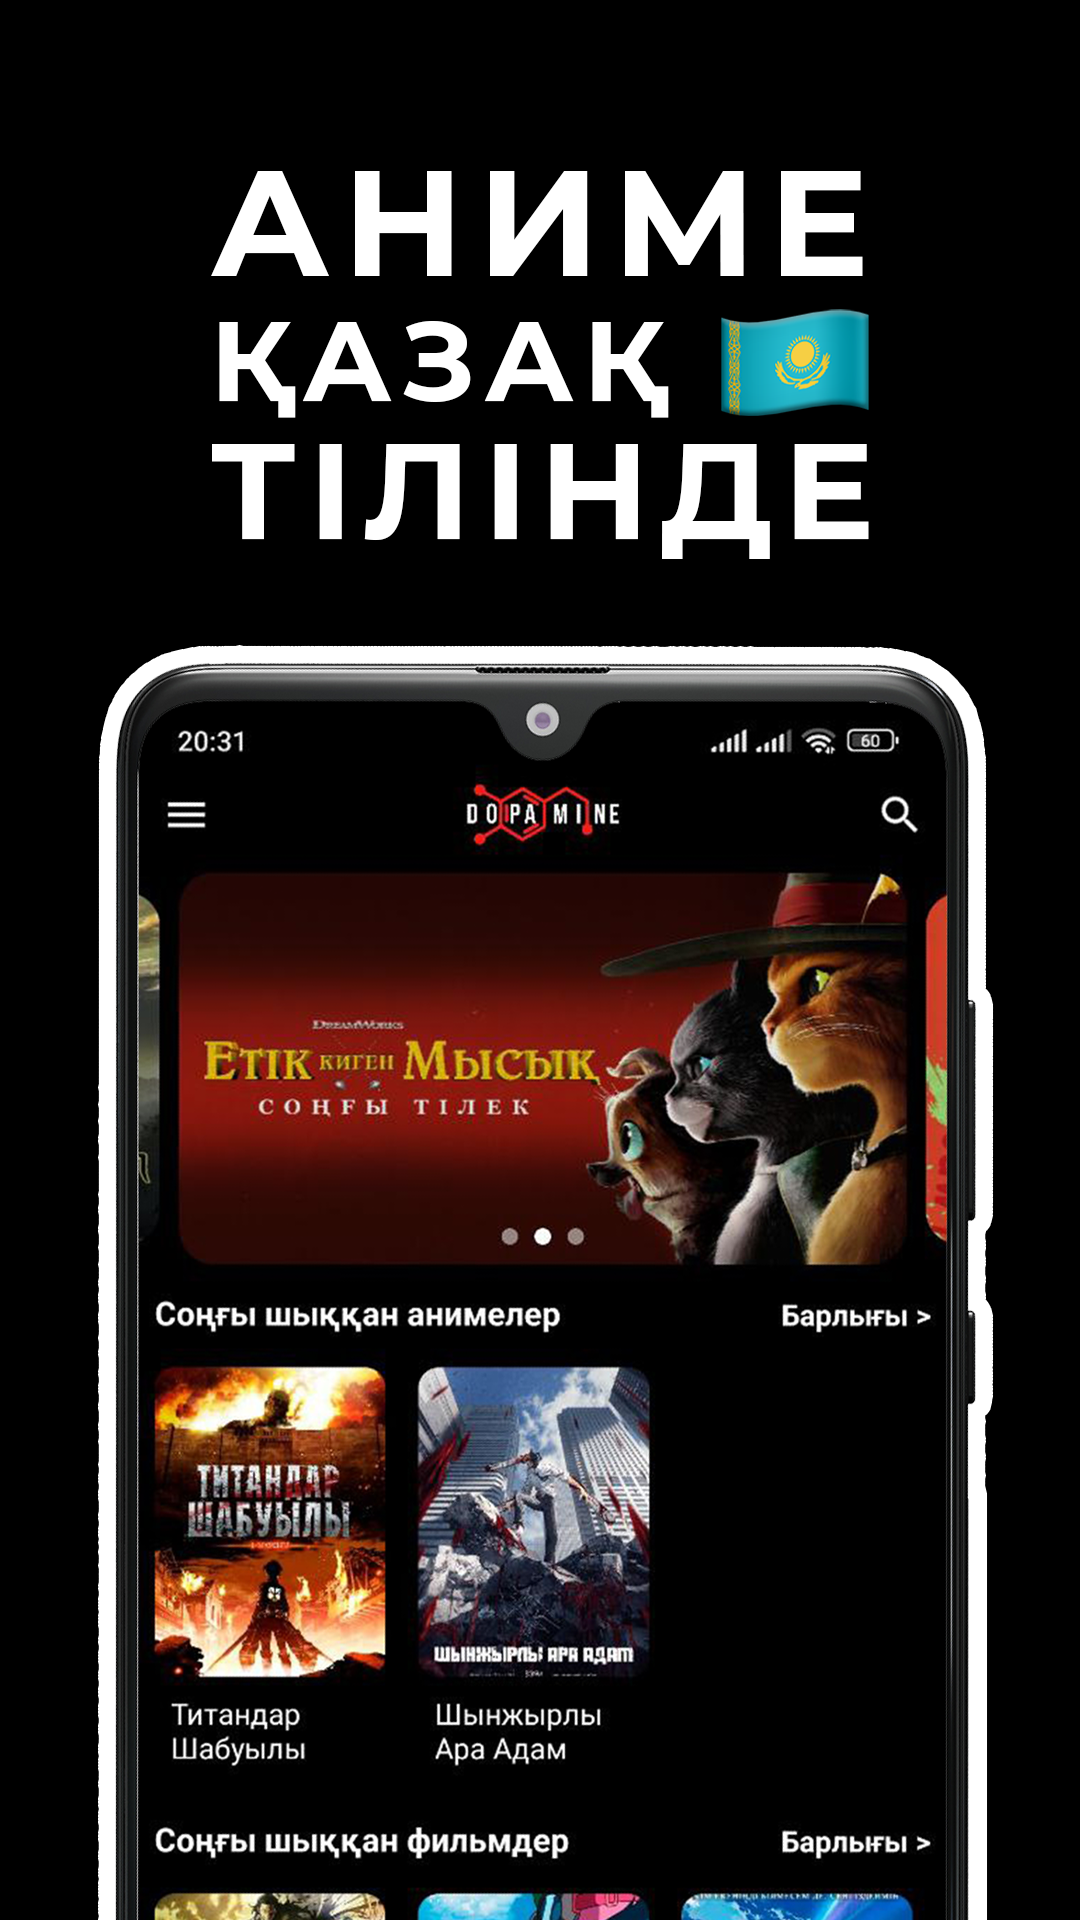 АНИМЕ
ҚАЗАҚ
ТІЛІНДЕ
20:31
60
DOPAMINE
DREAMWORKS
ЕТІК КИГЕН МЫСЫҚ
СОҢҒЫ ТІЛЕК
Соңғы шыққан анимелер
Барлығы >
ТИТАНДАР
ШАБУЫЛЫ
ШЫНЖЫРЛЫ АРА АДАМ
Титандар
Шабуылы
Шынжырлы
Ара Адам
Соңғы шыққан фильмдер
Барлығы >